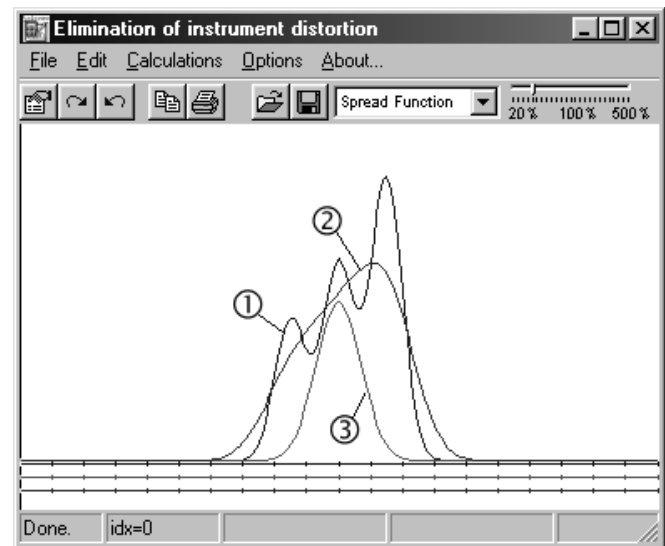 Elimination of instrument distortion
File Edit Calculations Options About...
Spread Function
20% 100% 500%
②
①
③
Done. idx=0